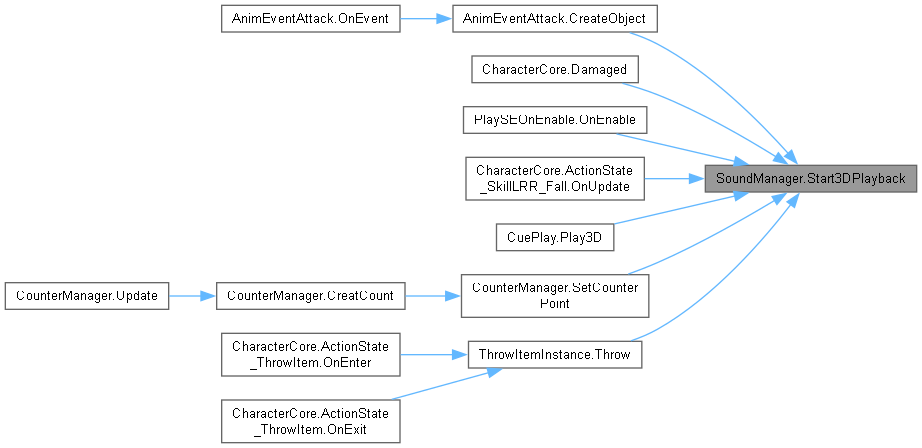 AnimEventAttack.OnEvent
AnimEventAttack.CreateObject
CharacterCore.Damaged
PlaySEOnEnable.OnEnable
CharacterCore.ActionState
_SkillLRR_Fall.OnUpdate
SoundManager.Start3DPlayback
CuePlay.Play3D
CounterManager.Update
CounterManager.CreatCount
CounterManager.SetCounter
Point
CharacterCore.ActionState
_ThrowItem.OnEnter
ThrowItemInstance.Throw
CharacterCore.ActionState
_ThrowItem.OnExit